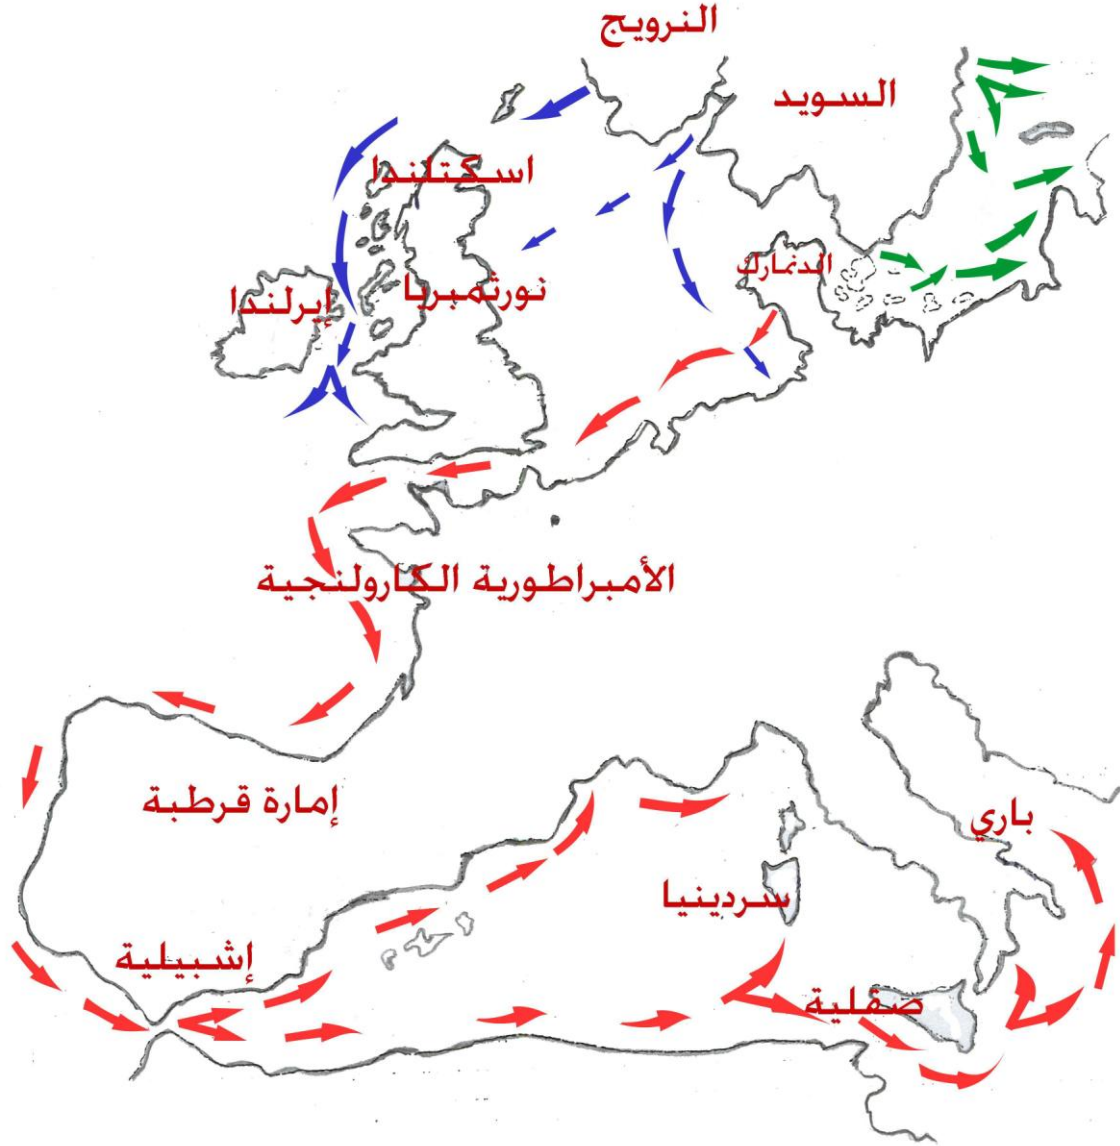 النرويج
السويد
اسكتلندا
الدنمارك
نورثمبريا
إيرلندا
الأمبراطورية الكارولنجية
إمارة قرطبة
باري
سردينيا
إشبيلية
صقلية